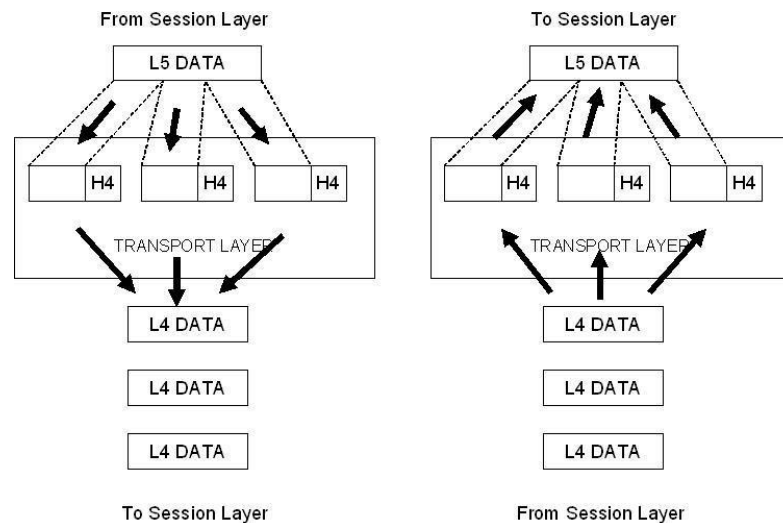 From Session Layer
L5 DATA
H4
H4
H4
TRANSPORT LAYER
L4 DATA
L4 DATA
L4 DATA
To Session Layer
To Session Layer
L5 DATA
H4
H4
H4
TRANSPORT LAYER
L4 DATA
L4 DATA
L4 DATA
From Session Layer